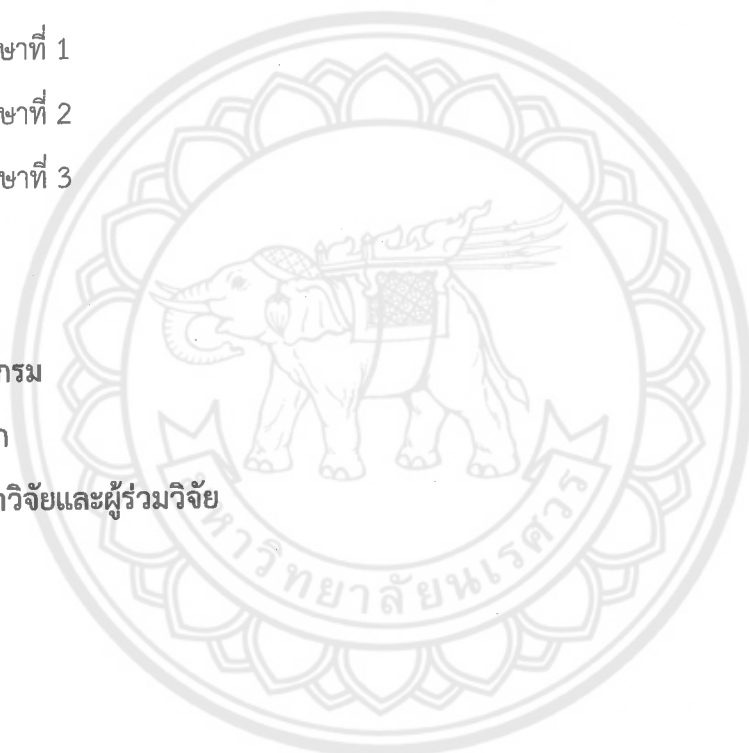 ษาที่ 1
ษาที่ 2
ษาที่ 3
กรม
ก
าวิจัยและผู้ร่วมวิจัย
มหาวิทยาลัยนเรศวร